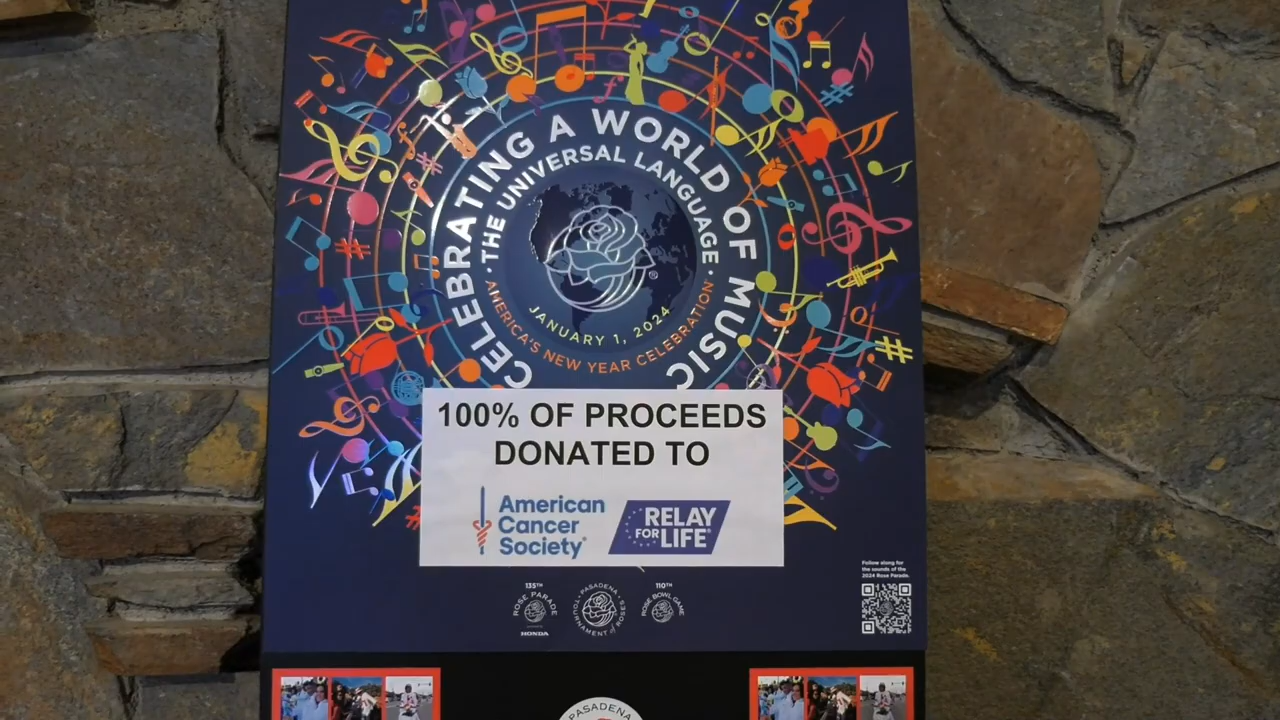 CELEBRATING A WORLD OF MUSIC
· THE UNIVERSAL LANGUAGE ·
AMERICA'S NEW YEAR CELEBRATION
JANUARY 1, 2024
®
100% OF PROCEEDS
DONATED TO
American
Cancer
Society®
RELAY
FOR LIFE®
135TH
ROSE PARADE
HONDA
PASADENA
TOURNAMENT of ROSES
110TH
ROSE BOWL GAME
Follow along for
the sounds of the
2024 Rose Parade.
PASADENA